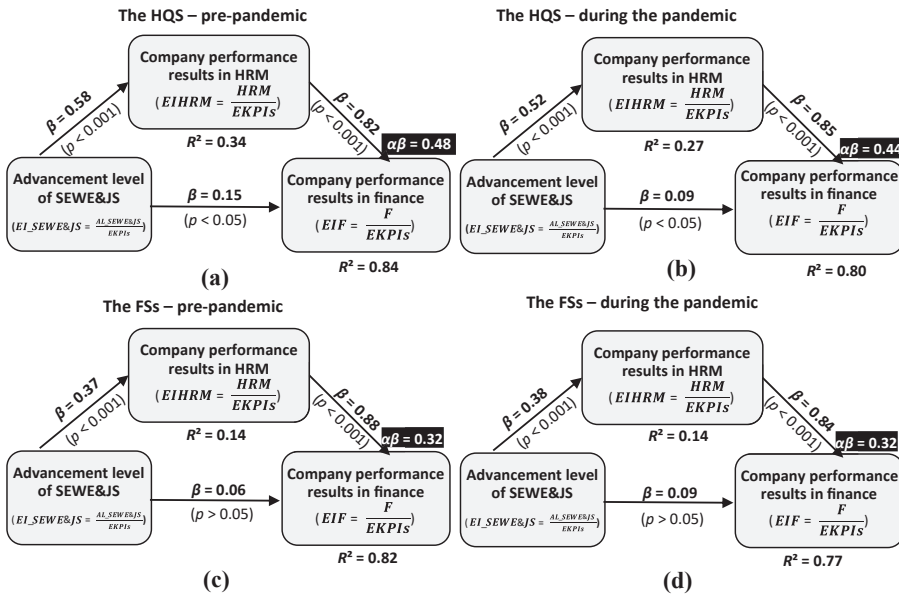 The HQS – pre-pandemic
Company performance
results in HRM
(EIHRM = HRM/EKPIs)
β = 0.58
(p < 0.001)
β = 0.82
(p < 0.001)
R² = 0.34
αβ = 0.48
Advancement level
of SEWE&JS
(EI_SEWE&JS = AL_SEWE&JS/EKPIs)
β = 0.15
(p < 0.05)
Company performance
results in finance
(EIF = F/EKPIs)
R² = 0.84
(a)
The HQS – during the pandemic
Company performance
results in HRM
(EIHRM = HRM/EKPIs)
β = 0.52
(p < 0.001)
β = 0.85
(p < 0.001)
R² = 0.27
αβ = 0.44
Advancement level
of SEWE&JS
(EI_SEWE&JS = AL_SEWE&JS/EKPIs)
β = 0.09
(p < 0.05)
Company performance
results in finance
(EIF = F/EKPIs)
R² = 0.80
(b)
The FSs – pre-pandemic
Company performance
results in HRM
(EIHRM = HRM/EKPIs)
β = 0.37
(p < 0.001)
β = 0.88
(p < 0.001)
R² = 0.14
αβ = 0.32
Advancement level
of SEWE&JS
(EI_SEWE&JS = AL_SEWE&JS/EKPIs)
β = 0.06
(p > 0.05)
Company performance
results in finance
(EIF = F/EKPIs)
R² = 0.82
(c)
The FSs – during the pandemic
Company performance
results in HRM
(EIHRM = HRM/EKPIs)
β = 0.38
(p < 0.001)
β = 0.84
(p < 0.001)
R² = 0.14
αβ = 0.32
Advancement level
of SEWE&JS
(EI_SEWE&JS = AL_SEWE&JS/EKPIs)
β = 0.09
(p > 0.05)
Company performance
results in finance
(EIF = F/EKPIs)
R² = 0.77
(d)